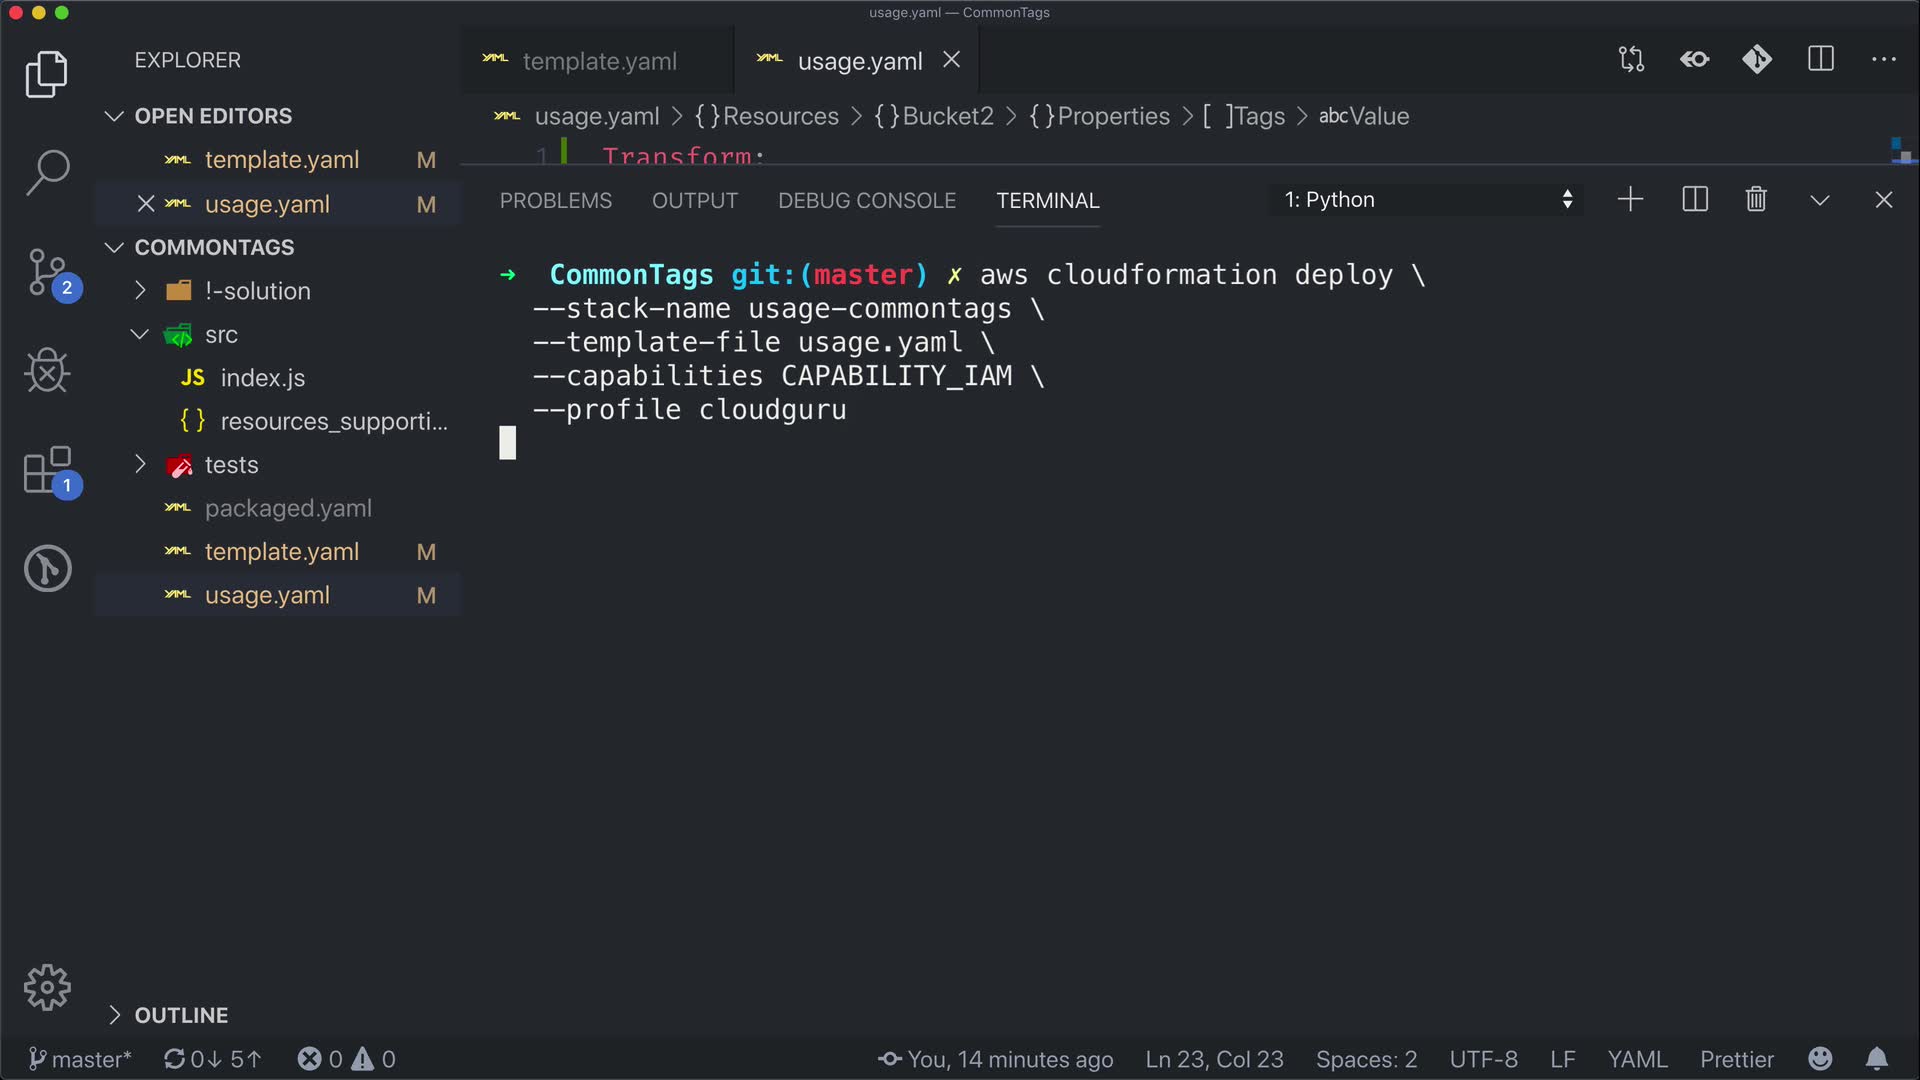 usage.yaml — CommonTags
EXPLORER
OPEN EDITORS
template.yaml M
usage.yaml M
COMMONTAGS
!-solution
src
JS index.js
{ } resources_supporti...
tests
packaged.yaml
template.yaml M
usage.yaml M
OUTLINE
2
1
template.yaml
usage.yaml
usage.yaml > {} Resources > {} Bucket2 > {} Properties > [ ] Tags > abc Value
1 Transform:
PROBLEMS OUTPUT DEBUG CONSOLE TERMINAL 1: Python
➜ CommonTags git:(master) ✗ aws cloudformation deploy \
--stack-name usage-commontags \
--template-file usage.yaml \
--capabilities CAPABILITY_IAM \
--profile cloudguru
master* 0↓ 5↑ 0 0 You, 14 minutes ago Ln 23, Col 23 Spaces: 2 UTF-8 LF YAML Prettier